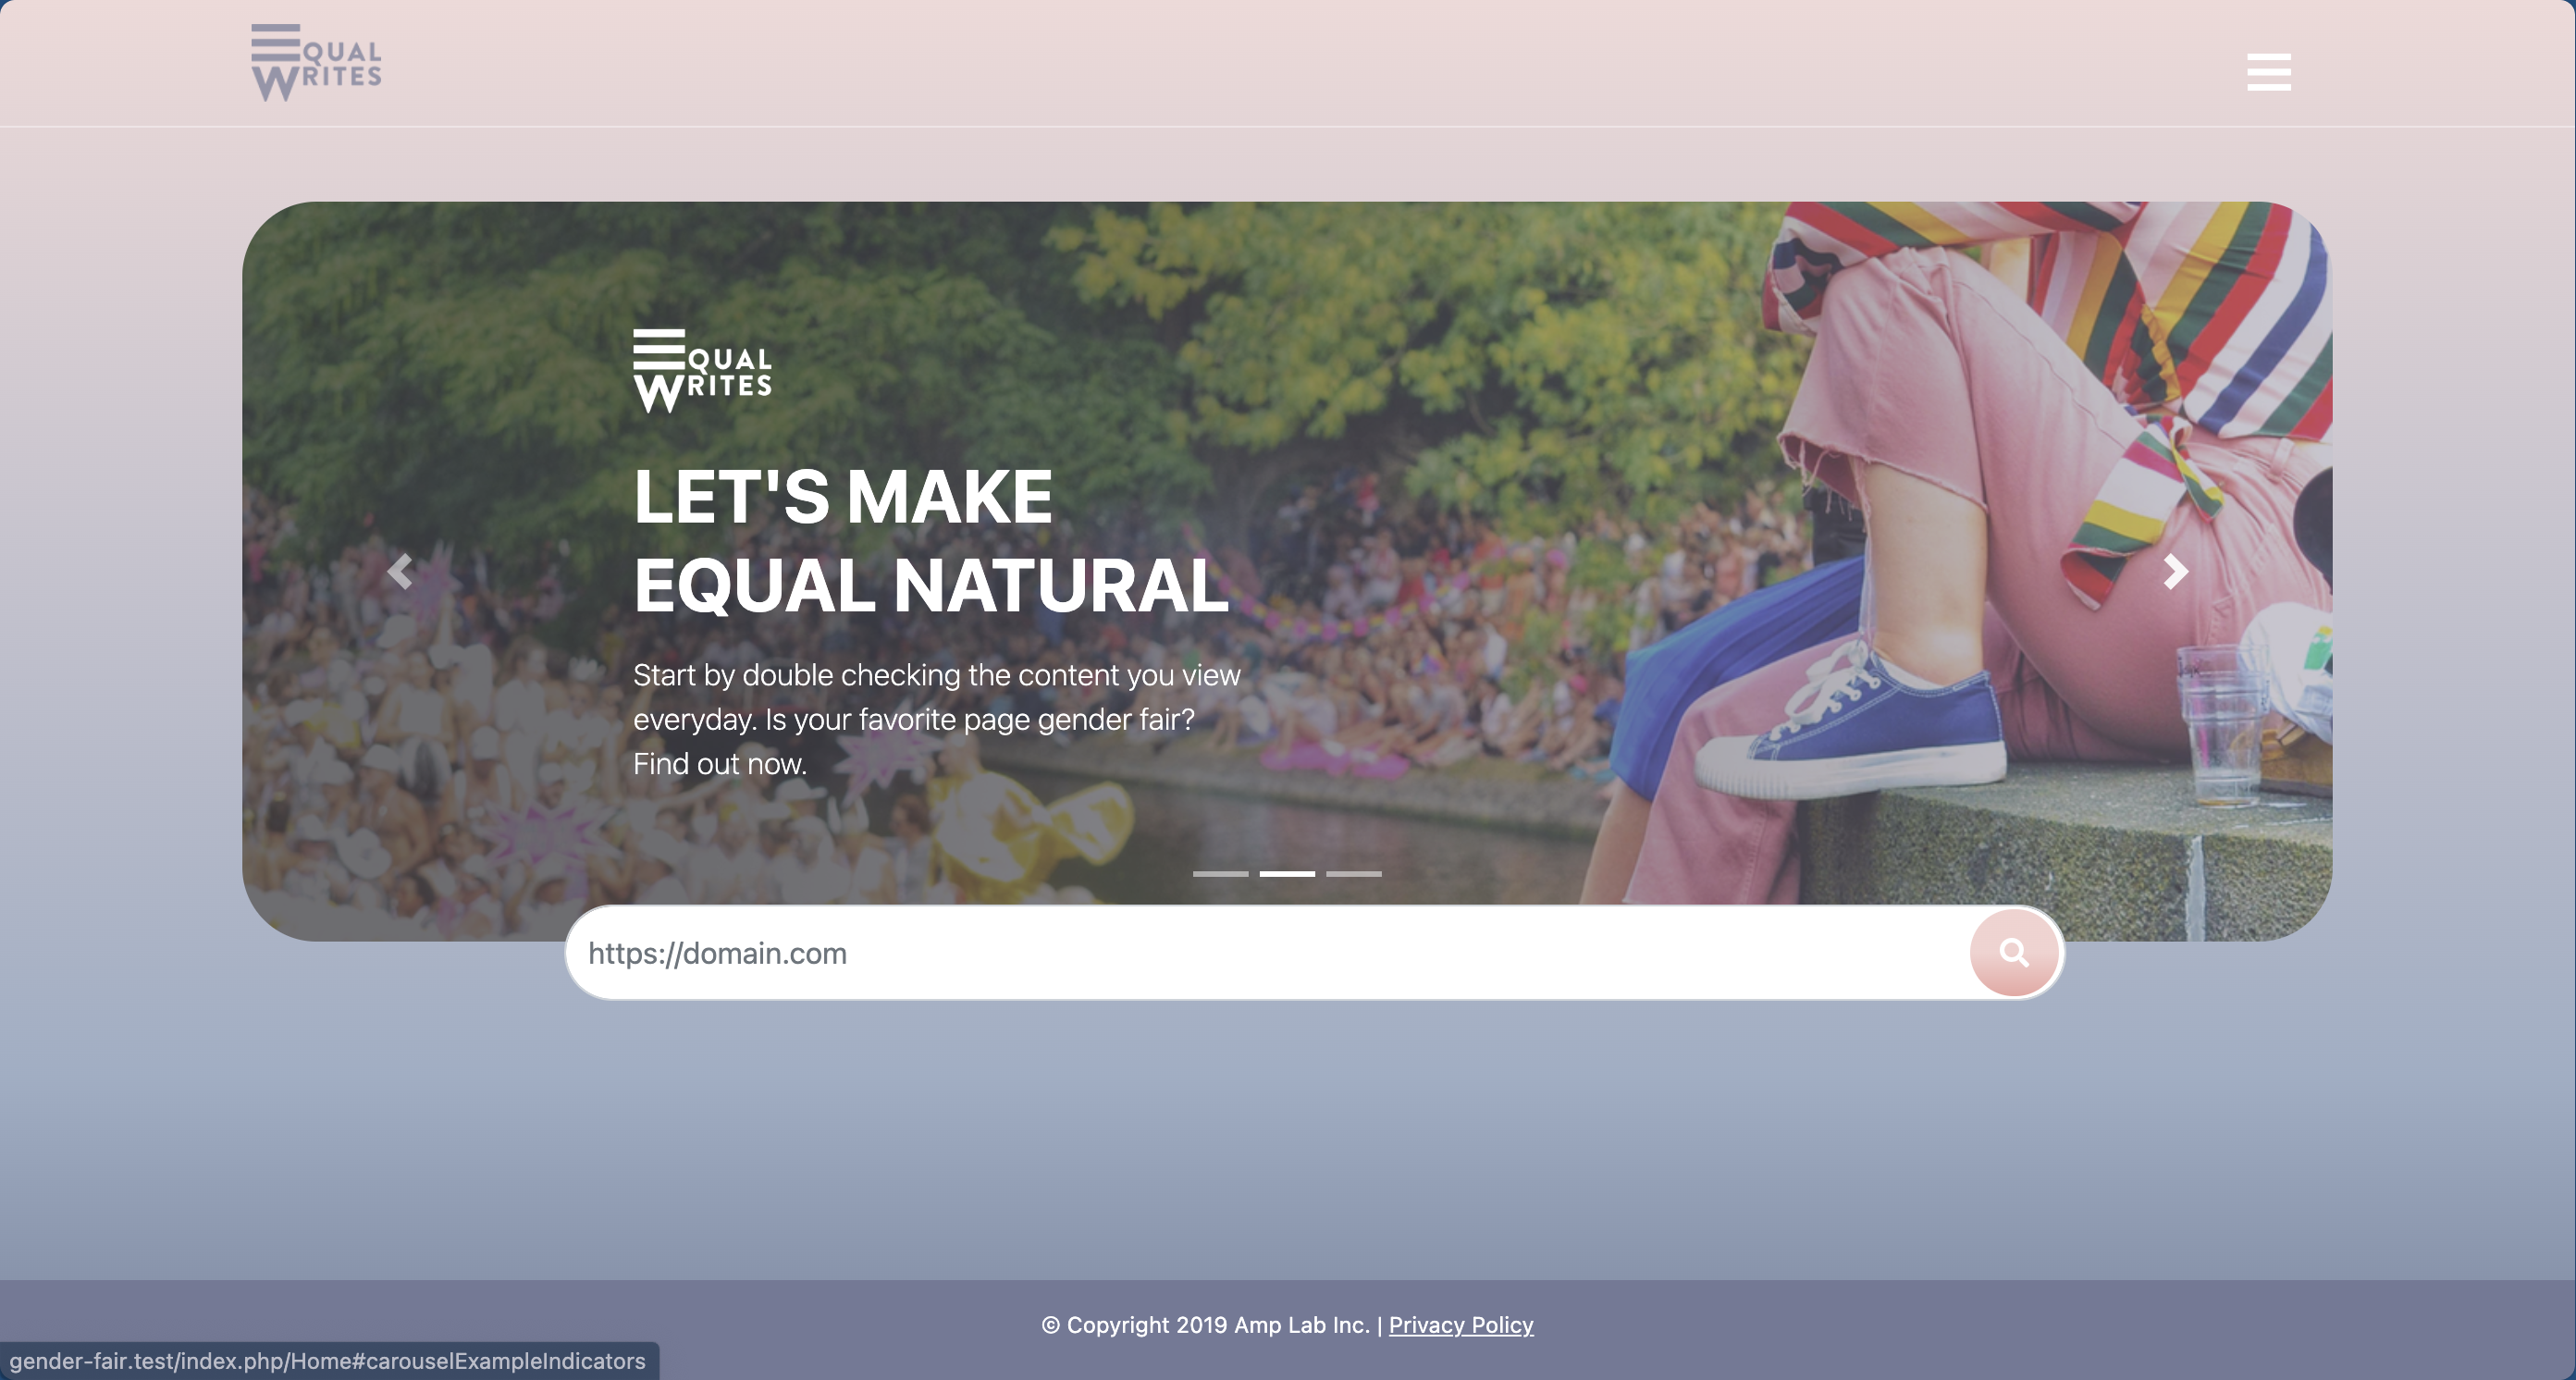 EQUAL
WRITES
EQUAL
WRITES
LET'S MAKE
EQUAL NATURAL
Start by double checking the content you view
everyday. Is your favorite page gender fair?
Find out now.
https://domain.com
© Copyright 2019 Amp Lab Inc. | Privacy Policy
gender-fair.test/index.php/Home#carouselExampleIndicators